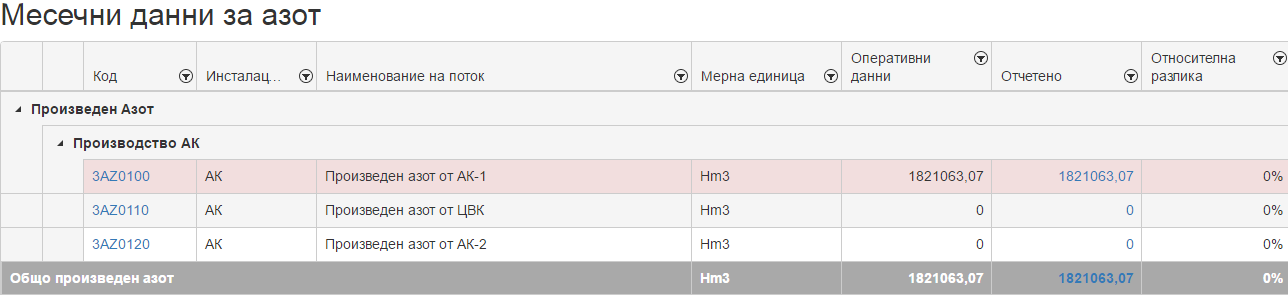 Месечни данни за азот
Код Инсталац... Наименование на поток Мерна единица Оперативни данни Отчетено Относителна разлика
Произведен Азот
Производство АК
3AZ0100 АК Произведен азот от АК-1 Hm3 1821063,07 1821063,07 0%
3AZ0110 АК Произведен азот от ЦВК Hm3 0 0 0%
3AZ0120 АК Произведен азот от АК-2 Hm3 0 0 0%
Общо произведен азот Hm3 1821063,07 1821063,07 0%